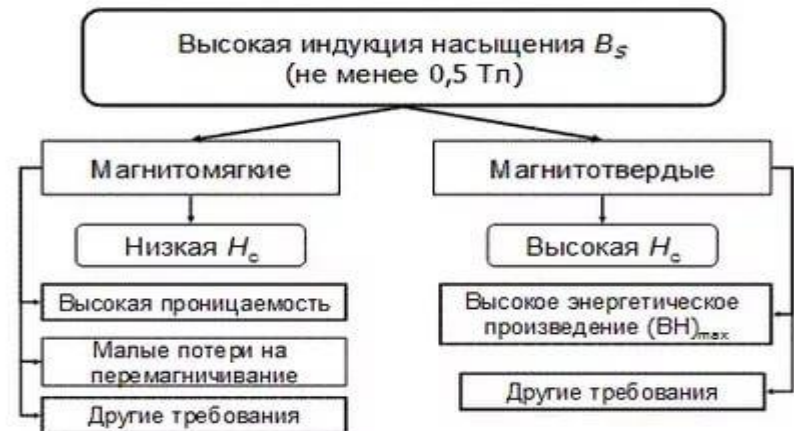 Высокая индукция насыщения B_S
(не менее 0,5 Тл)
Магнитомягкие
Магнитотвердые
Низкая H_c
Высокая H_c
Высокая проницаемость
Высокое энергетическое
произведение (BH)_max
Малые потери на
перемагничивание
Другие требования
Другие требования